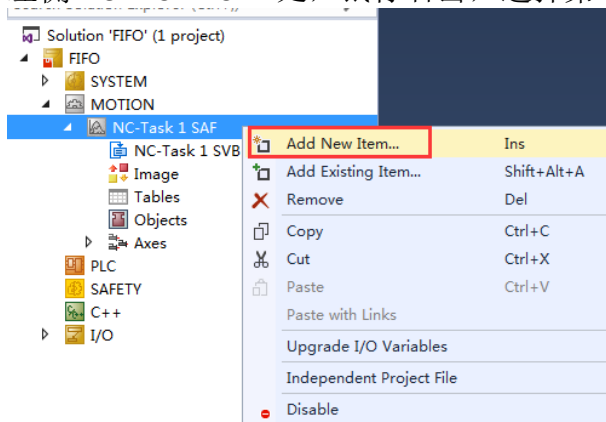 Solution 'FIFO' (1 project)
FIFO
SYSTEM
MOTION
NC-Task 1 SAF
NC-Task 1 SVB
Image
Tables
Objects
Axes
PLC
SAFETY
C++
I/O
Add New Item... Ins
Add Existing Item... Shift+Alt+A
Remove Del
Copy Ctrl+C
Cut Ctrl+X
Paste Ctrl+V
Paste with Links
Upgrade I/O Variables
Independent Project File
Disable